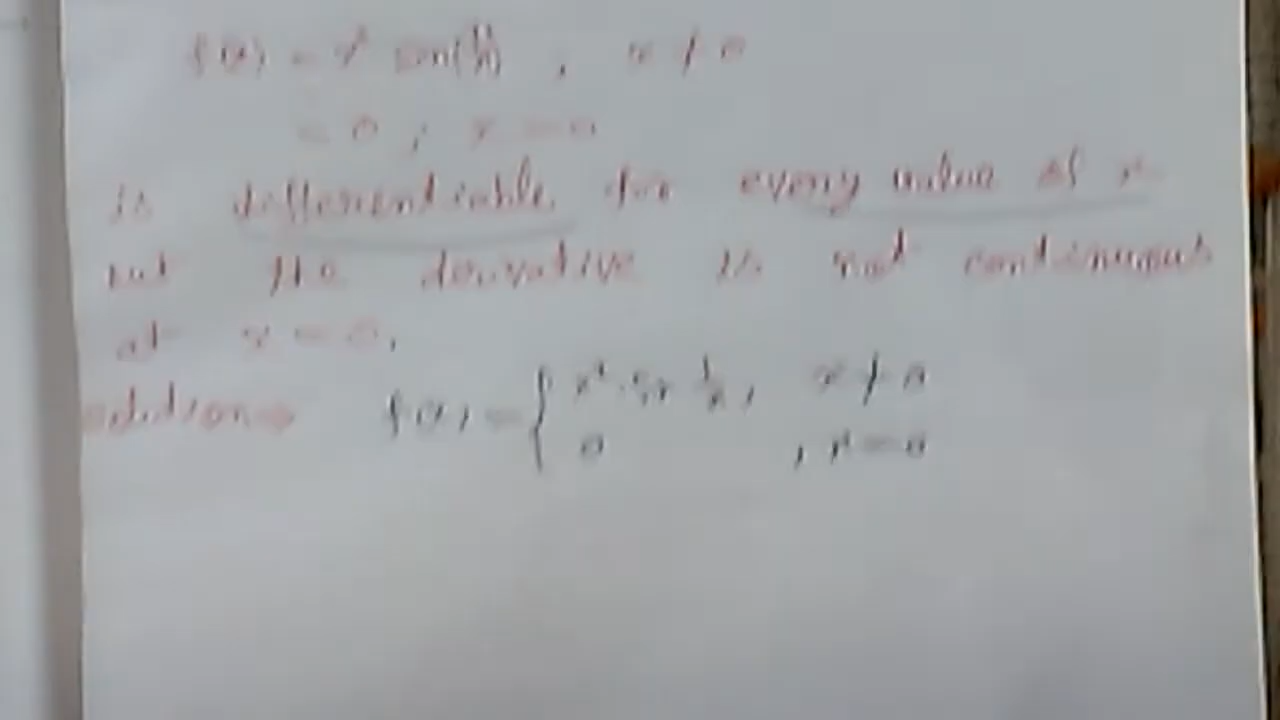 f(x) = x² sin(1/x) , x ≠ 0
= 0 ; x = 0
is differentiable for every value of x
but the derivative is not continuous
at x = 0.
solution→ f(x) = { x². sin 1/x , x ≠ 0
0 , x = 0